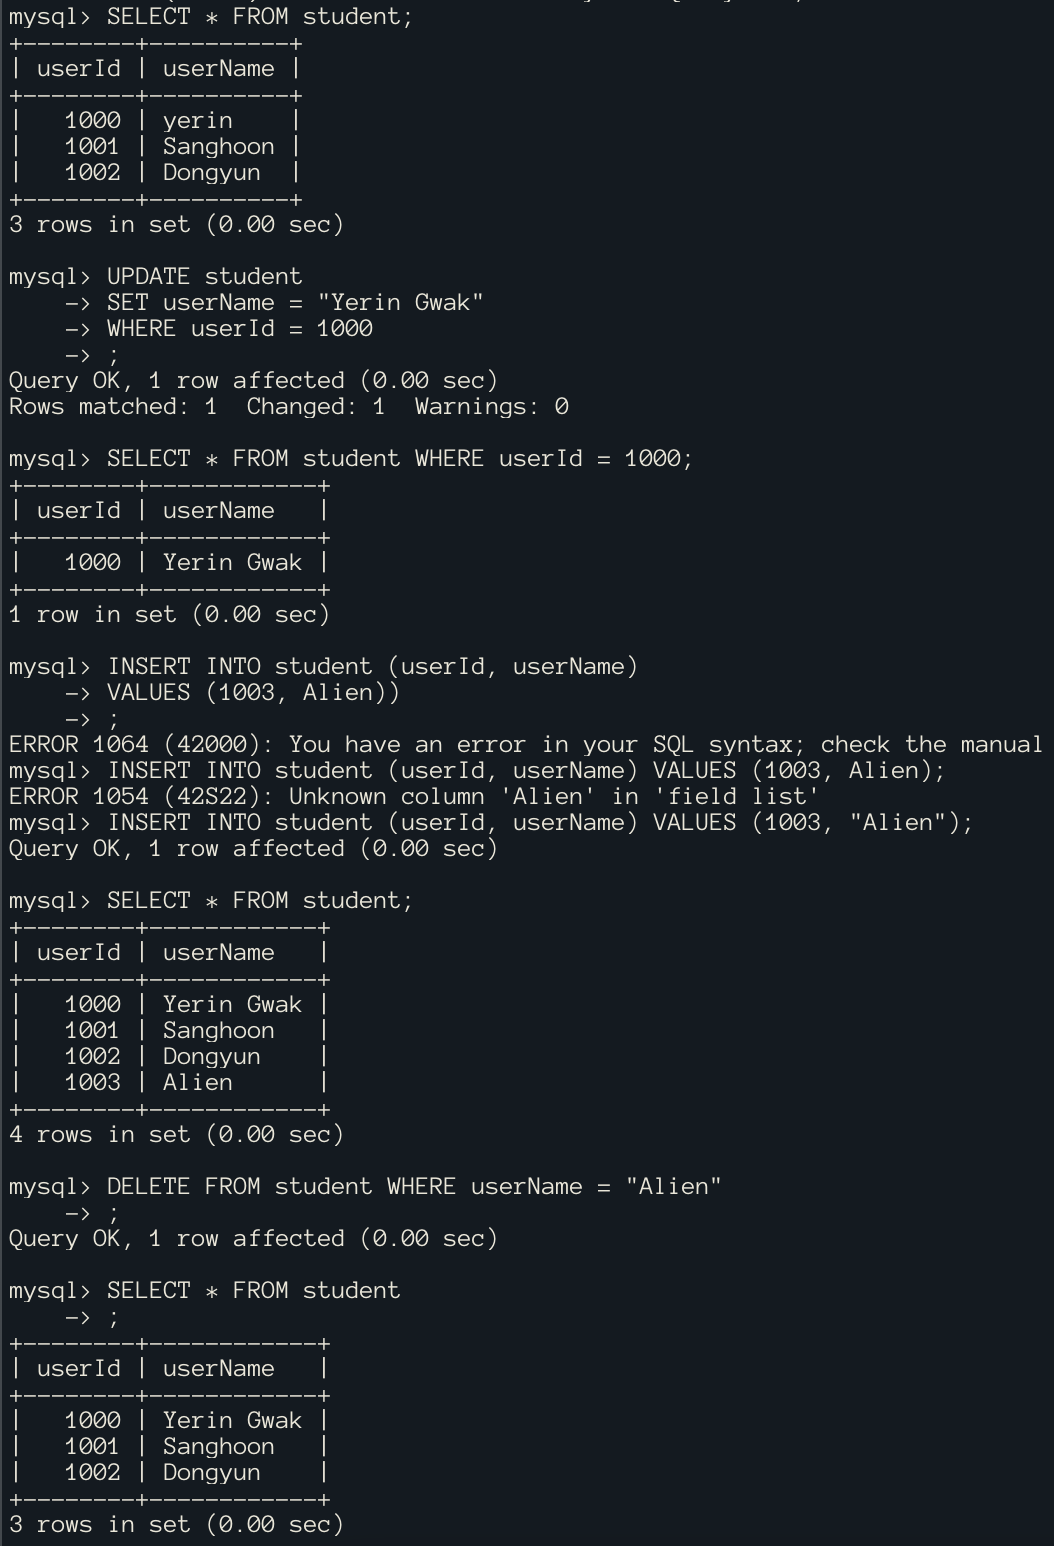 mysql> SELECT * FROM student;
+--------+----------+
| userId | userName |
+--------+----------+
|   1000 | yerin    |
|   1001 | Sanghoon |
|   1002 | Dongyun  |
+--------+----------+
3 rows in set (0.00 sec)

mysql> UPDATE student
    -> SET userName = "Yerin Gwak"
    -> WHERE userId = 1000
    -> ;
Query OK, 1 row affected (0.00 sec)
Rows matched: 1  Changed: 1  Warnings: 0

mysql> SELECT * FROM student WHERE userId = 1000;
+--------+------------+
| userId | userName   |
+--------+------------+
|   1000 | Yerin Gwak |
+--------+------------+
1 row in set (0.00 sec)

mysql> INSERT INTO student (userId, userName)
    -> VALUES (1003, Alien))
    -> ;
ERROR 1064 (42000): You have an error in your SQL syntax; check the manual
mysql> INSERT INTO student (userId, userName) VALUES (1003, Alien);
ERROR 1054 (42S22): Unknown column 'Alien' in 'field list'
mysql> INSERT INTO student (userId, userName) VALUES (1003, "Alien");
Query OK, 1 row affected (0.00 sec)

mysql> SELECT * FROM student;
+--------+------------+
| userId | userName   |
+--------+------------+
|   1000 | Yerin Gwak |
|   1001 | Sanghoon   |
|   1002 | Dongyun    |
|   1003 | Alien      |
+--------+------------+
4 rows in set (0.00 sec)

mysql> DELETE FROM student WHERE userName = "Alien"
    -> ;
Query OK, 1 row affected (0.00 sec)

mysql> SELECT * FROM student
    -> ;
+--------+------------+
| userId | userName   |
+--------+------------+
|   1000 | Yerin Gwak |
|   1001 | Sanghoon   |
|   1002 | Dongyun    |
+--------+------------+
3 rows in set (0.00 sec)